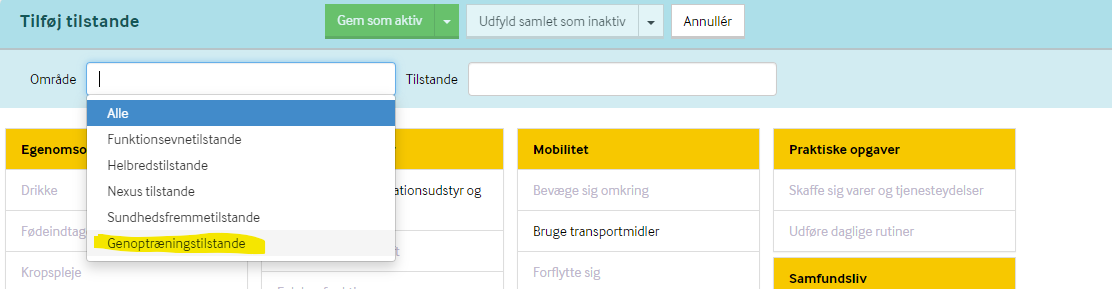 Tilføj tilstande
Gem som aktiv
Udfyld samlet som inaktiv
Annullér
Område
Tilstande
Alle
Funktionsevnetilstande
Helbredstilstande
Nexus tilstande
Sundhedsfremmetilstande
Genoptræningstilstande
Drikke
Kropspleje
Mobilitet
Bevæge sig omkring
Bruge transportmidler
Forflytte sig
Praktiske opgaver
Skaffe sig varer og tjenesteydelser
Udføre daglige rutiner
Samfundsliv